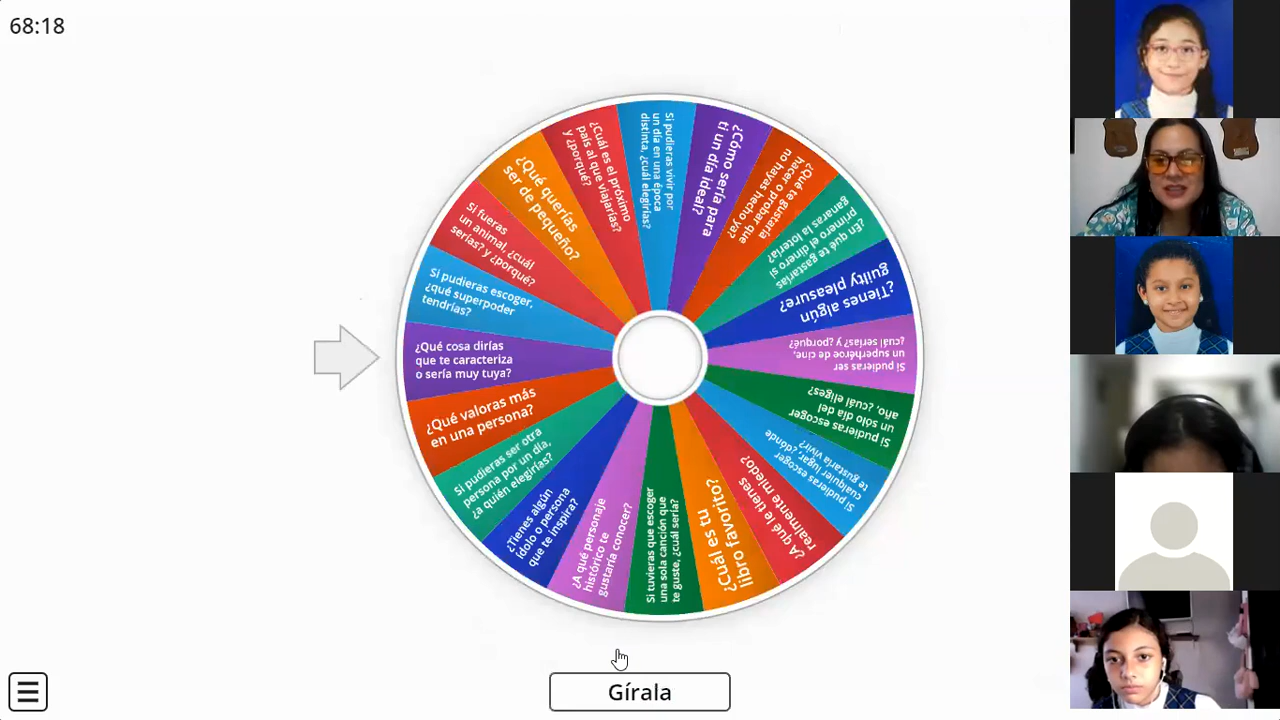 68:18
Si pudieras vivir por
un día en una época
distinta, ¿cuál elegirías?
¿Cómo sería para
ti un día ideal?
¿Qué te gustaría
hacer o probar que
no hayas hecho ya?
¿En qué te gastarías
primero el dinero si
ganaras la lotería?
¿Tienes algún
guilty pleasure?
Si pudieras ser
un superhéroe de cine,
¿cuál serías? y ¿porqué?
Si pudieras escoger
un sólo día del
año, ¿cuál eliges?
Si pudieras escoger
cualquier lugar, ¿dónde
te gustaría vivir?
¿A qué le tienes
realmente miedo?
¿Cuál es tu
libro favorito?
Si tuvieras que escoger
una sola canción que
te guste, ¿cuál sería?
¿A qué personaje
histórico te
gustaría conocer?
¿Tienes algún
ídolo o persona
que te inspira?
Si pudieras ser otra
persona por un día,
¿a quién elegirías?
¿Qué valoras más
en una persona?
¿Qué cosa dirías
que te caracteriza
o sería muy tuya?
Si pudieras escoger,
¿qué superpoder
tendrías?
Si fueras
un animal, ¿cuál
serías? y ¿porqué?
¿Qué querías
ser de pequeño?
¿Cuál es el próximo
país al que viajarías?
y ¿porqué?
Gírala